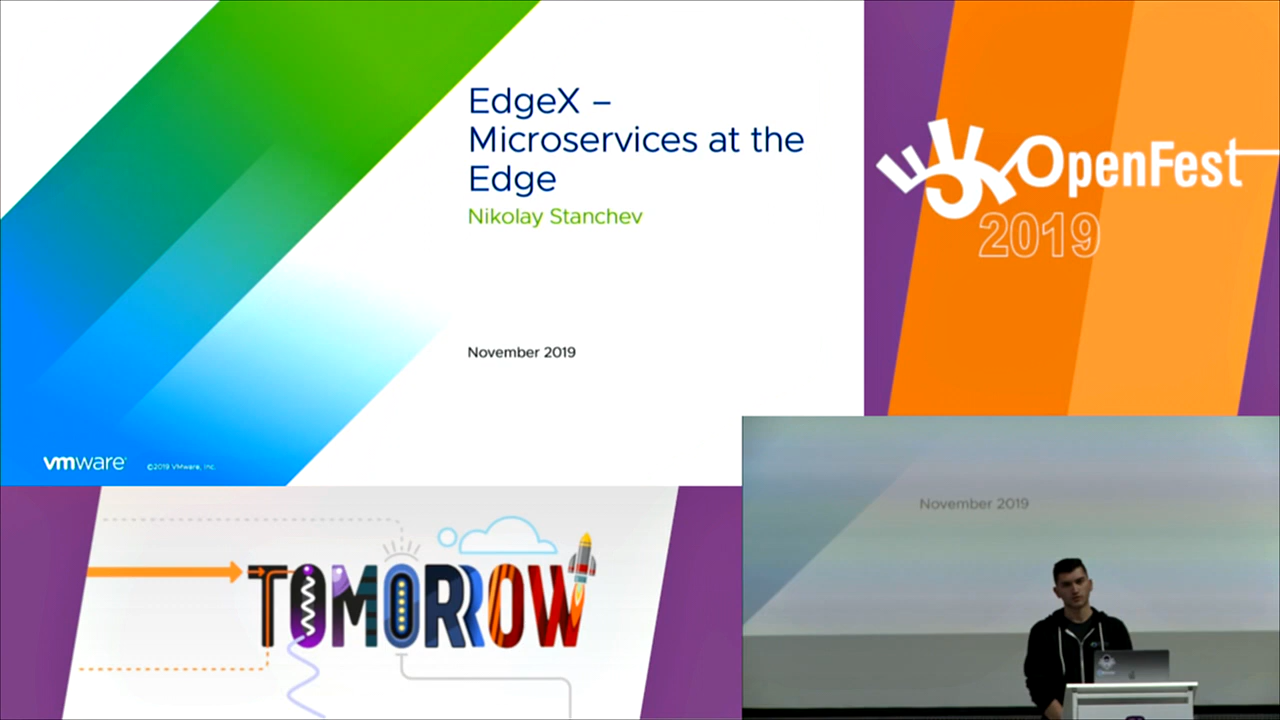 EdgeX –
Microservices at the
Edge
Nikolay Stanchev
November 2019
vmware
©2019 VMware, Inc.
OpenFest
2019
TOMORROW
November 2019